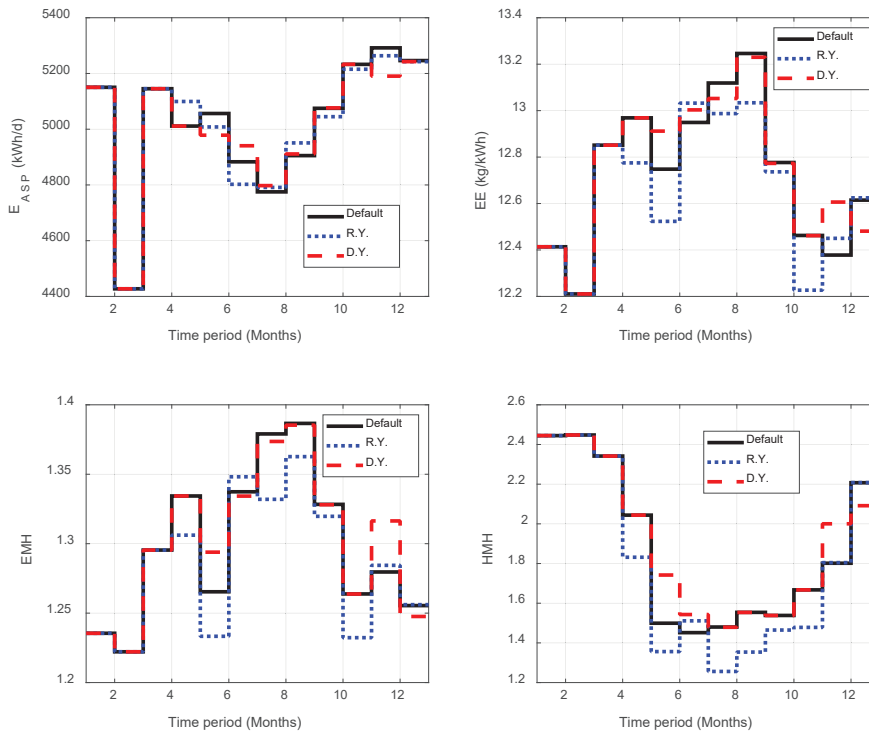 5400
5200
5000
4800
4600
4400
E ASP (kWh/d)
Default
R.Y.
D.Y.
2 4 6 8 10 12
Time period (Months)
13.4
13.2
13
12.8
12.6
12.4
12.2
EE (kg/kWh)
Default
R.Y.
D.Y.
2 4 6 8 10 12
Time period (Months)
1.4
1.35
1.3
1.25
1.2
EMH
Default
R.Y.
D.Y.
2 4 6 8 10 12
Time period (Months)
2.6
2.4
2.2
2
1.8
1.6
1.4
1.2
HMH
Default
R.Y.
D.Y.
2 4 6 8 10 12
Time period (Months)